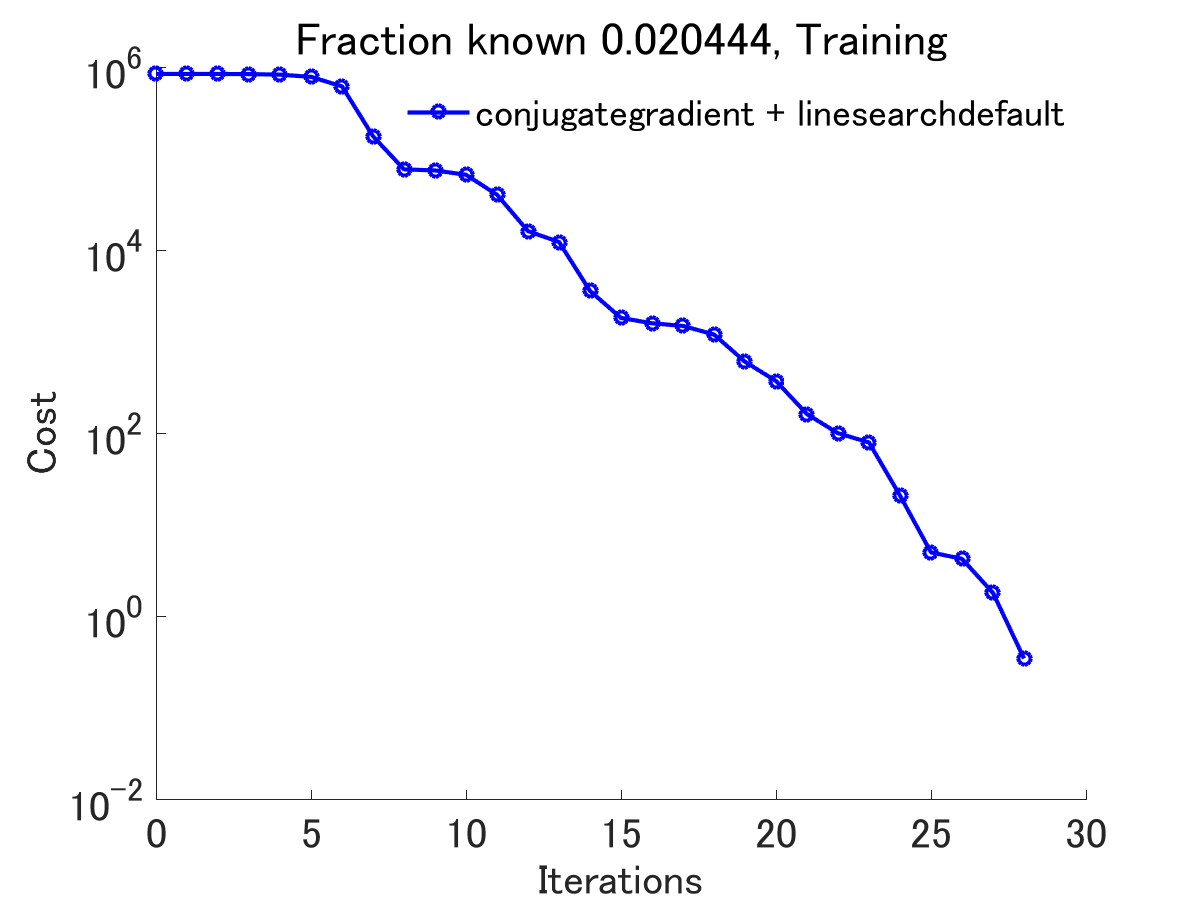 Fraction known 0.020444, Training
conjugategradient + linesearchdefault
10^6
10^4
10^2
10^0
10^-2
Cost
0 5 10 15 20 25 30
Iterations